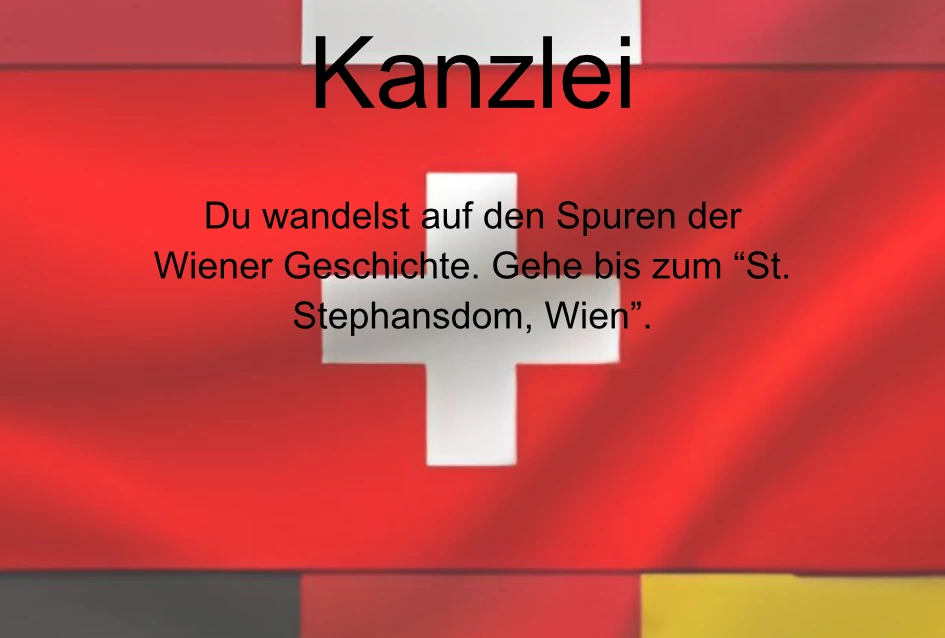 Kanzlei
Du wandelst auf den Spuren der
Wiener Geschichte. Gehe bis zum “St.
Stephansdom, Wien”.